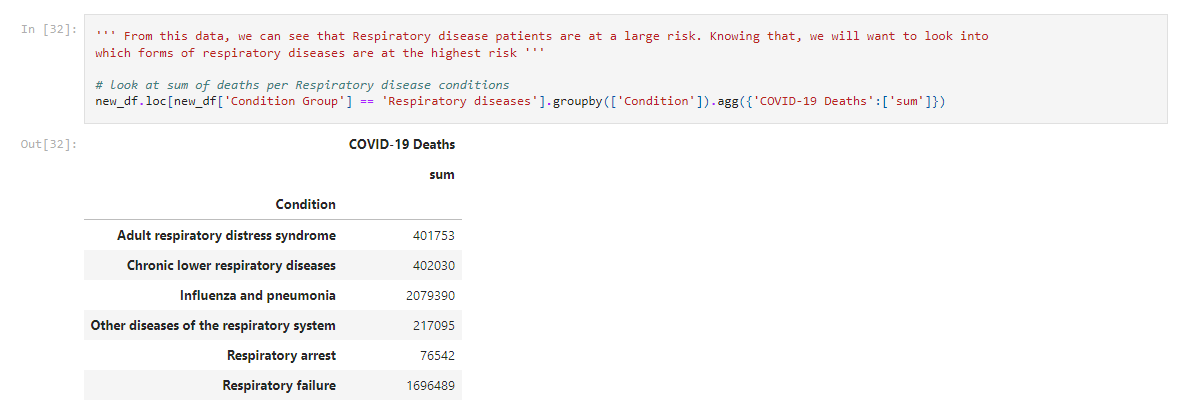 In [32]:
''' From this data, we can see that Respiratory disease patients are at a large risk. Knowing that, we will want to look into
which forms of respiratory diseases are at the highest risk '''
# look at sum of deaths per Respiratory disease conditions
new_df.loc[new_df['Condition Group'] == 'Respiratory diseases'].groupby(['Condition']).agg({'COVID-19 Deaths':['sum']})
Out[32]:
COVID-19 Deaths
sum
Condition
Adult respiratory distress syndrome 401753
Chronic lower respiratory diseases 402030
Influenza and pneumonia 2079390
Other diseases of the respiratory system 217095
Respiratory arrest 76542
Respiratory failure 1696489